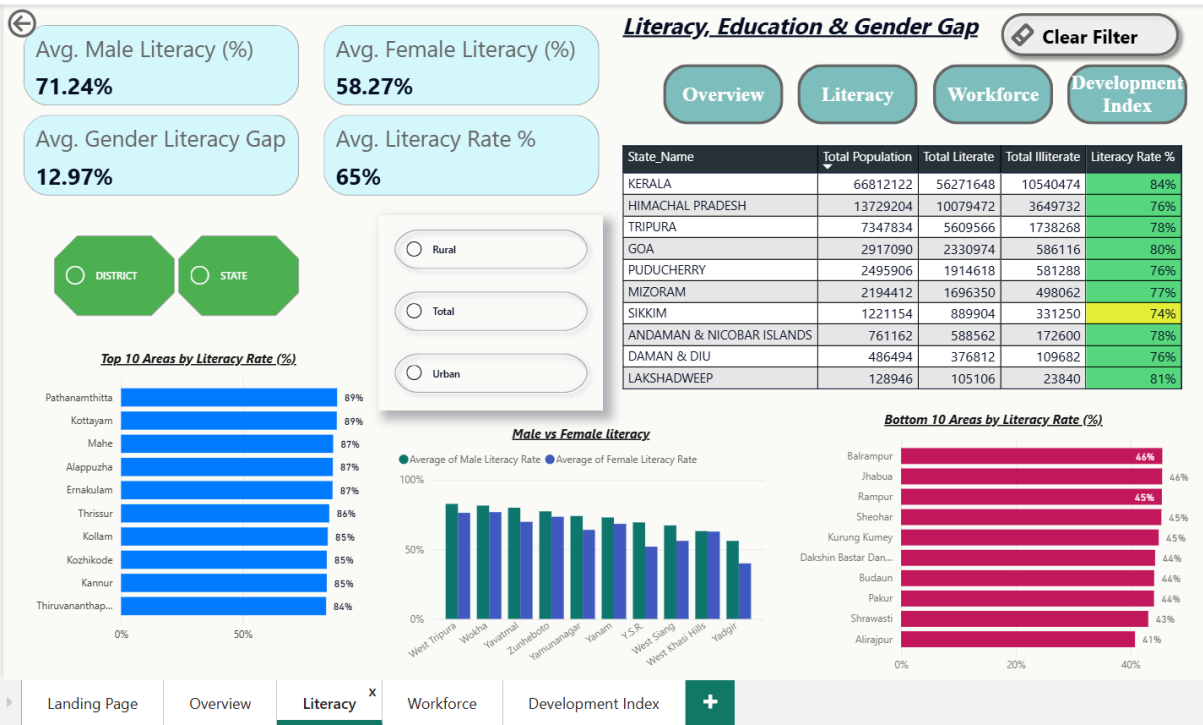 Literacy, Education & Gender Gap
Clear Filter
Avg. Male Literacy (%)
71.24%
Avg. Female Literacy (%)
58.27%
Avg. Gender Literacy Gap
12.97%
Avg. Literacy Rate %
65%
Overview
Literacy
Workforce
Development
Index
State_Name Total Population Total Literate Total Illiterate Literacy Rate %
KERALA 66812122 56271648 10540474 84%
HIMACHAL PRADESH 13729204 10079472 3649732 76%
TRIPURA 7347834 5609566 1738268 78%
GOA 2917090 2330974 586116 80%
PUDUCHERRY 2495906 1914618 581288 76%
MIZORAM 2194412 1696350 498062 77%
SIKKIM 1221154 889904 331250 74%
ANDAMAN & NICOBAR ISLANDS 761162 588562 172600 78%
DAMAN & DIU 486494 376812 109682 76%
LAKSHADWEEP 128946 105106 23840 81%
DISTRICT
STATE
Rural
Total
Urban
Top 10 Areas by Literacy Rate (%)
Pathanamthitta 89%
Kottayam 89%
Mahe 87%
Alappuzha 87%
Ernakulam 87%
Thrissur 86%
Kollam 85%
Kozhikode 85%
Kannur 85%
Thiruvananthap... 84%
0% 50%
Male vs Female literacy
Average of Male Literacy Rate Average of Female Literacy Rate
100%
50%
0%
West Tripura Wokha Yavatmal Zunheboto Yamunanagar Yanam Y.S.R. West Siang West Khasi Hills Yadgir
Bottom 10 Areas by Literacy Rate (%)
Balrampur 46%
Jhabua 46%
Rampur 45%
Sheohar 45%
Kurung Kumey 45%
Dakshin Bastar Dan... 44%
Budaun 44%
Pakur 44%
Shrawasti 43%
Alirajpur 41%
0% 20% 40%
Landing Page Overview Literacy x Workforce Development Index +